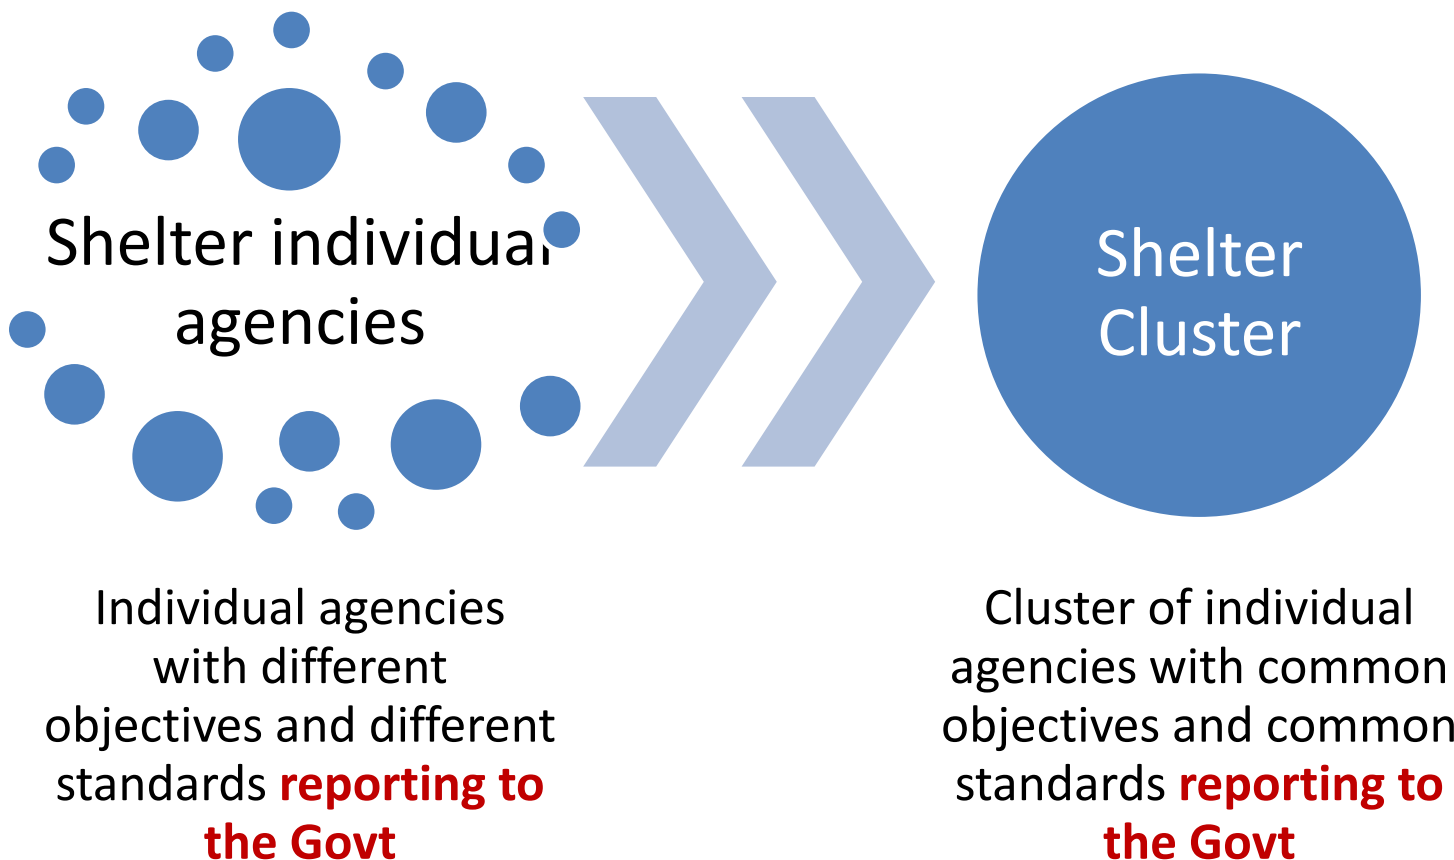 Shelter individual
agencies
Shelter
Cluster
Individual agencies
with different
objectives and different
standards reporting to
the Govt
Cluster of individual
agencies with common
objectives and common
standards reporting to
the Govt